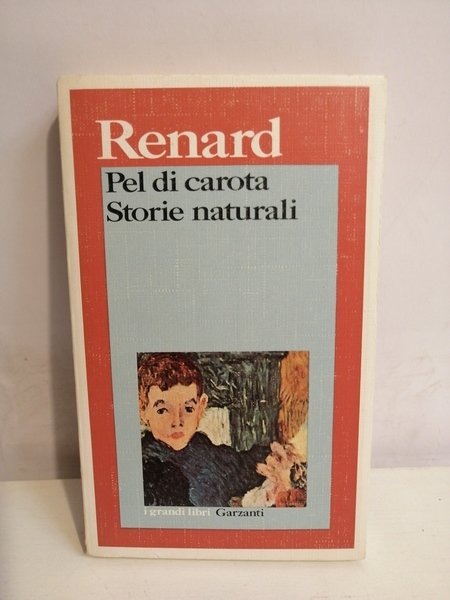 Renard
Pel di carota
Storie naturali
i grandi libri Garzanti